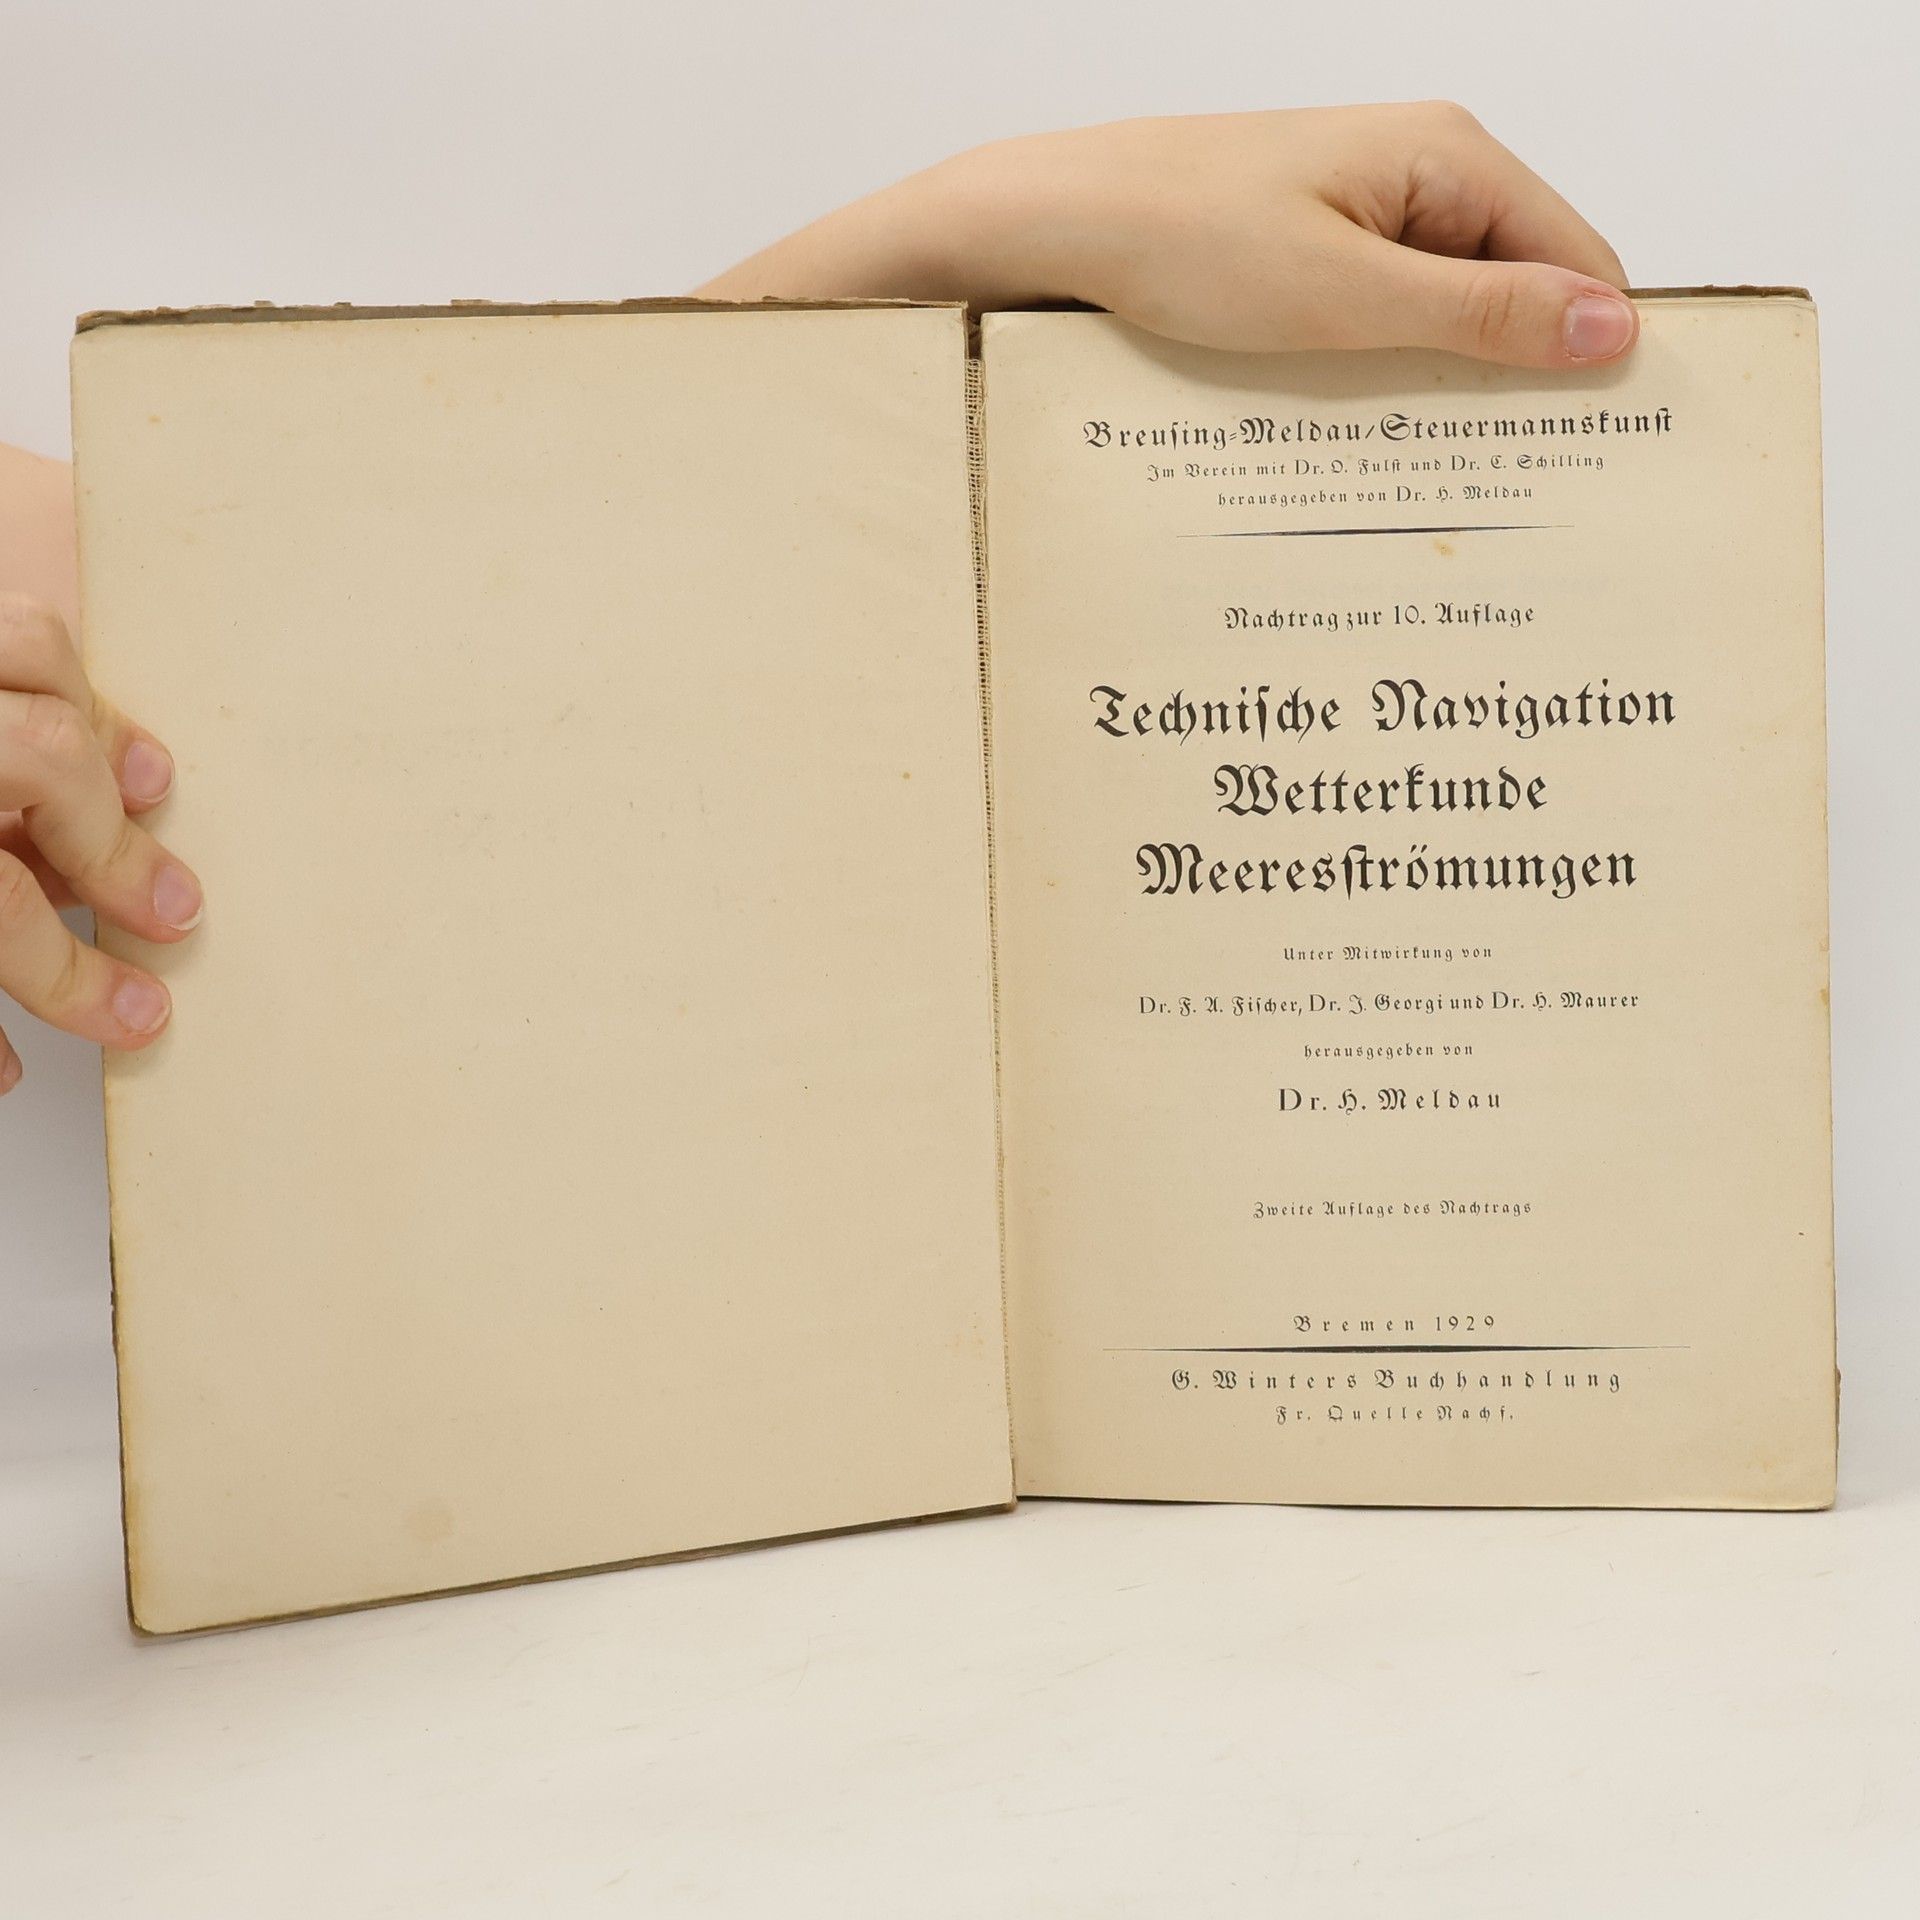 Breuſing-Meldau/Steuermannskunſt
Im Verein mit Dr. O. Fulſt und Dr. C. Schilling
herausgegeben von Dr. H. Meldau
Nachtrag zur 10. Auflage
Techniſche Navigation
Wetterkunde
Meeresſtrömungen
Unter Mitwirkung von
Dr. F. A. Fiſcher, Dr. J. Georgi und Dr. H. Maurer
herausgegeben von
Dr. H. Meldau
Zweite Auflage des Nachtrags
Bremen 1929
G. Winters Buchhandlung
Fr. Quelle Nachf.